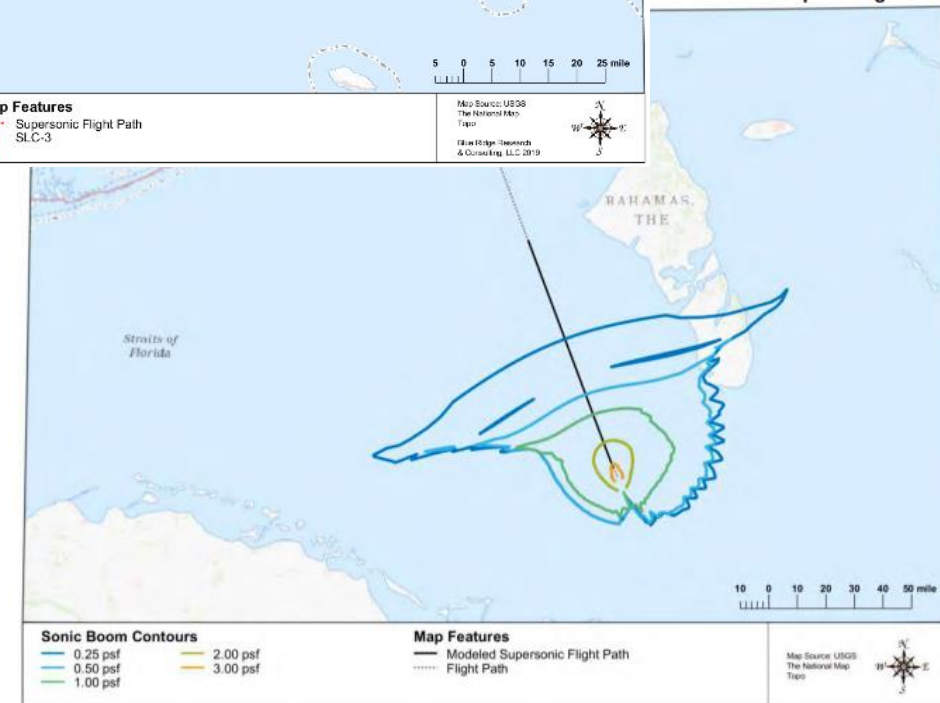 5 0 5 10 15 20 25 mile
p Features
Supersonic Flight Path
SLC-3
Map Source: USGS
The National Map
Topo
Blue Ridge Research
& Consulting, LLC 2019
N
W E
S
BAHAMAS,
THE
Straits of
Florida
10 0 10 20 30 40 50 mile
Sonic Boom Contours
0.25 psf
0.50 psf
1.00 psf
2.00 psf
3.00 psf
Map Features
Modeled Supersonic Flight Path
Flight Path
Map Source: USGS
The National Map
Topo
N
W E
S